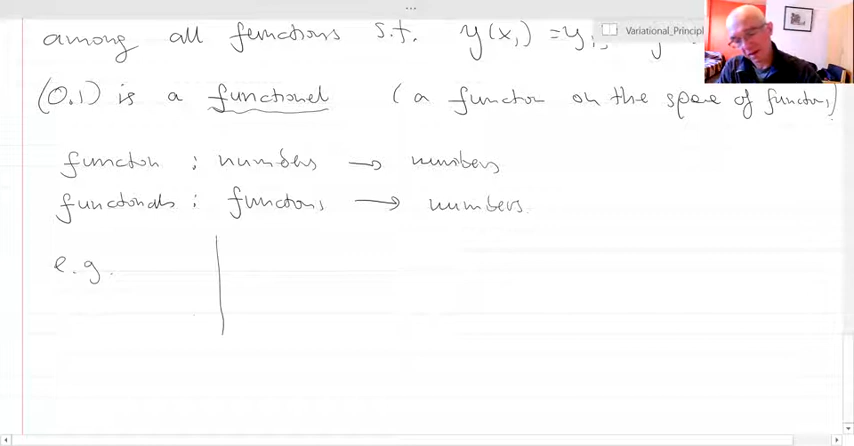 among all functions s.t. y(x₁) = y₁, y
Variational_Principl
(0.1) is a functional (a function on the space of functions)
function : numbers → numbers
functionals : functions → numbers.
e.g.